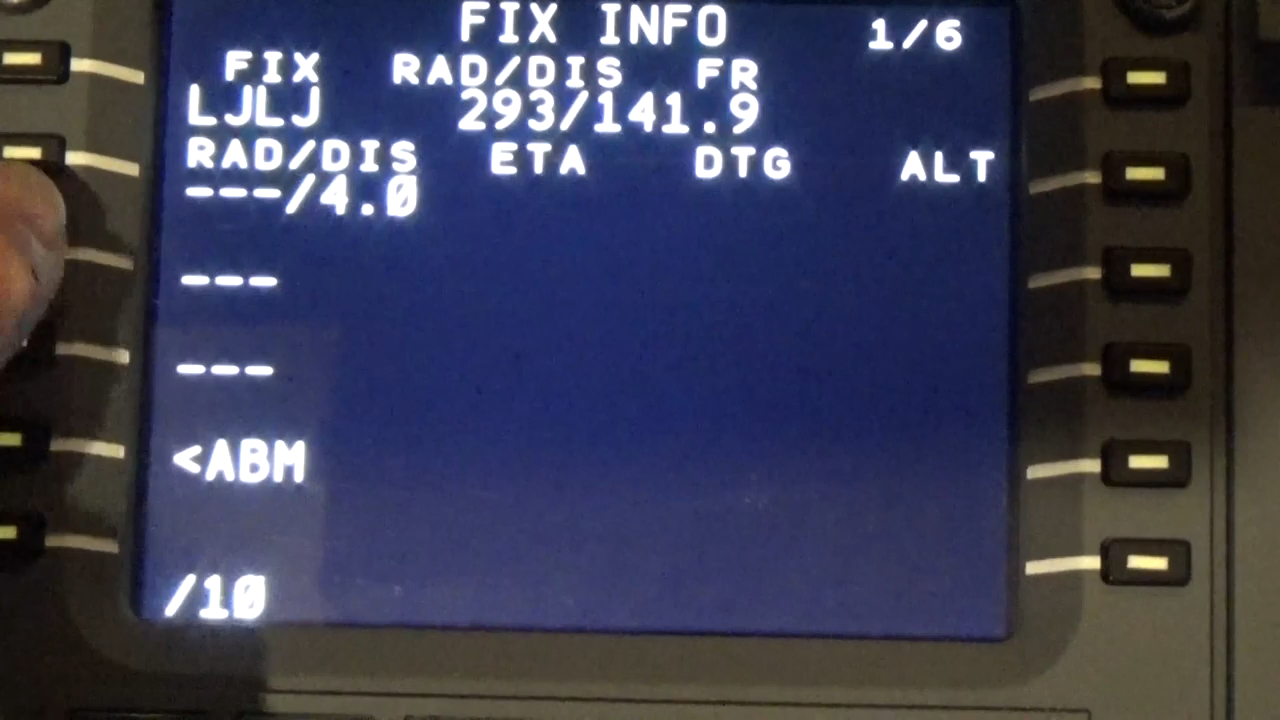 FIX INFO 1/6
FIX RAD/DIS FR
LJLJ 293/141.9
RAD/DIS ETA DTG ALT
---/4.0
---
---
<ABM
/10